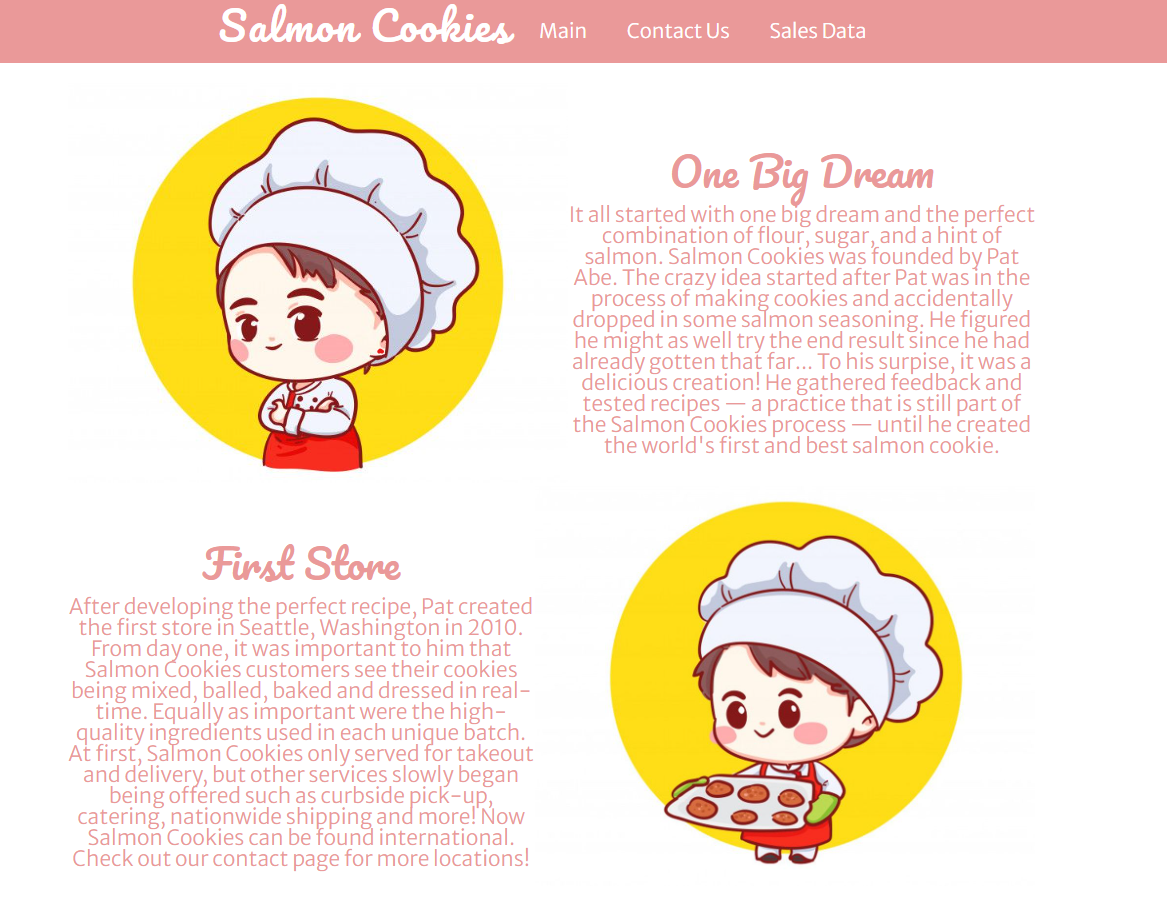 Salmon Cookies Main Contact Us Sales Data
One Big Dream
It all started with one big dream and the perfect
combination of flour, sugar, and a hint of
salmon. Salmon Cookies was founded by Pat
Abe. The crazy idea started after Pat was in the
process of making cookies and accidentally
dropped in some salmon seasoning. He figured
he might as well try the end result since he had
already gotten that far... To his surpise, it was a
delicious creation! He gathered feedback and
tested recipes — a practice that is still part of
the Salmon Cookies process — until he created
the world's first and best salmon cookie.
First Store
After developing the perfect recipe, Pat created
the first store in Seattle, Washington in 2010.
From day one, it was important to him that
Salmon Cookies customers see their cookies
being mixed, balled, baked and dressed in real-
time. Equally as important were the high-
quality ingredients used in each unique batch.
At first, Salmon Cookies only served for takeout
and delivery, but other services slowly began
being offered such as curbside pick-up,
catering, nationwide shipping and more! Now
Salmon Cookies can be found international.
Check out our contact page for more locations!